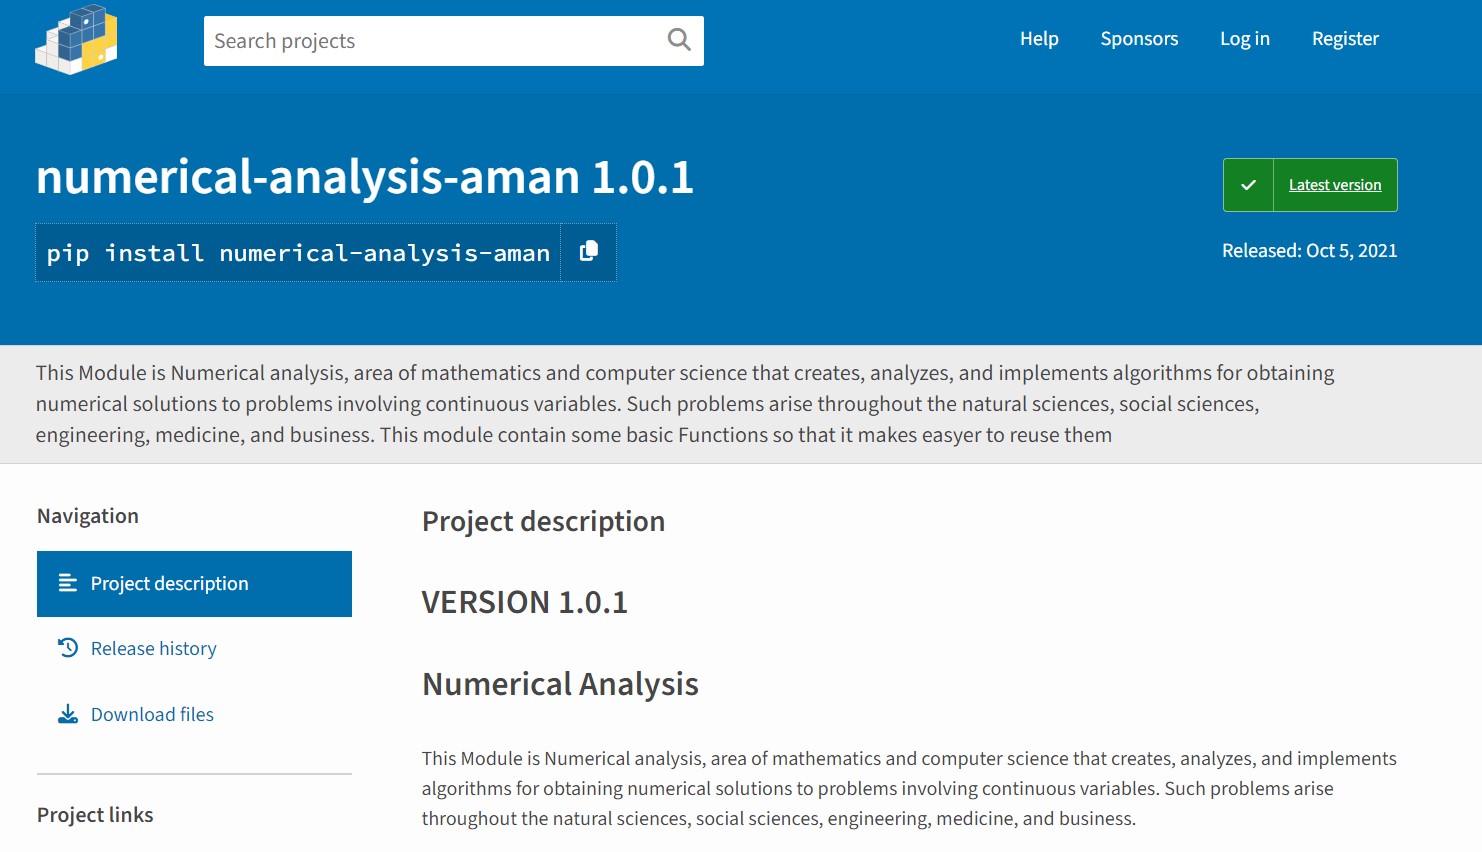 Search projects
Help
Sponsors
Log in
Register
numerical-analysis-aman 1.0.1
Latest version
pip install numerical-analysis-aman
Released: Oct 5, 2021
This Module is Numerical analysis, area of mathematics and computer science that creates, analyzes, and implements algorithms for obtaining
numerical solutions to problems involving continuous variables. Such problems arise throughout the natural sciences, social sciences,
engineering, medicine, and business. This module contain some basic Functions so that it makes easyer to reuse them
Navigation
Project description
Release history
Download files
Project links
Project description
VERSION 1.0.1
Numerical Analysis
This Module is Numerical analysis, area of mathematics and computer science that creates, analyzes, and implements
algorithms for obtaining numerical solutions to problems involving continuous variables. Such problems arise
throughout the natural sciences, social sciences, engineering, medicine, and business.